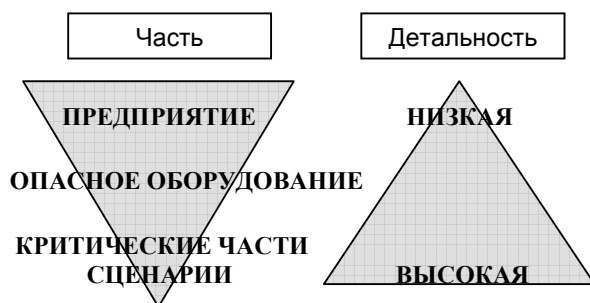 Часть
Детальность
ПРЕДПРИЯТИЕ
НИЗКАЯ
ОПАСНОЕ ОБОРУДОВАНИЕ
КРИТИЧЕСКИЕ ЧАСТИ
СЦЕНАРИИ
ВЫСОКАЯ